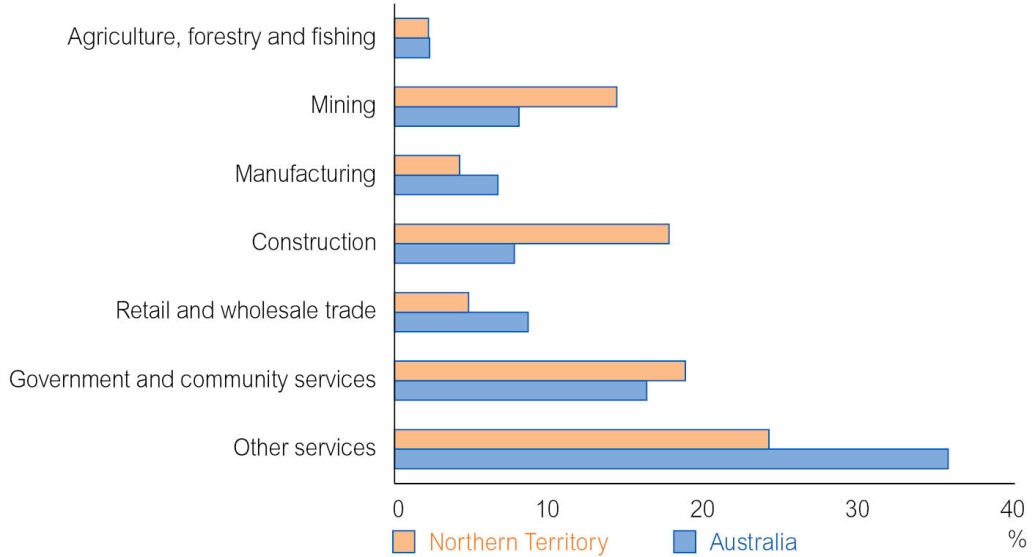 Agriculture, forestry and fishing
Mining
Manufacturing
Construction
Retail and wholesale trade
Government and community services
Other services
0 10 20 30 40
%
Northern Territory Australia